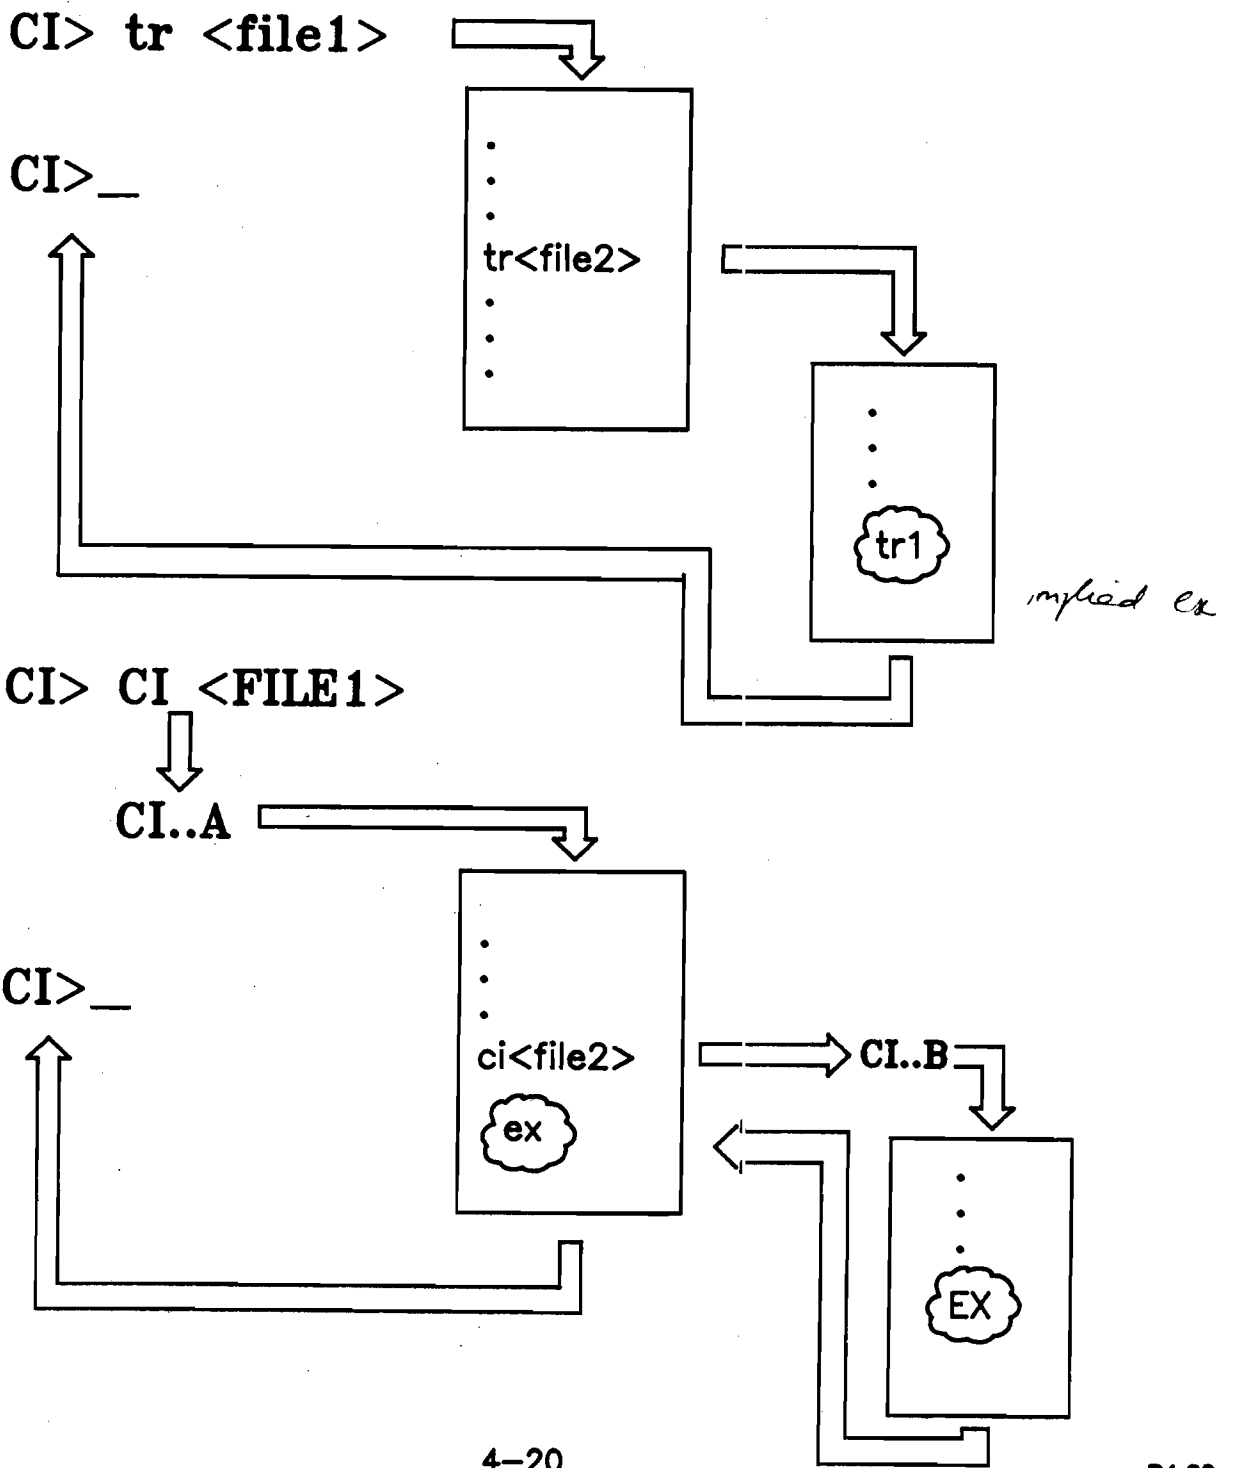 CI> tr <file1>
CI>_
tr<file2>
tr1
implied ex
CI> CI <FILE1>
CI..A
CI>_
ci<file2>
CI..B
ex
EX
4-20